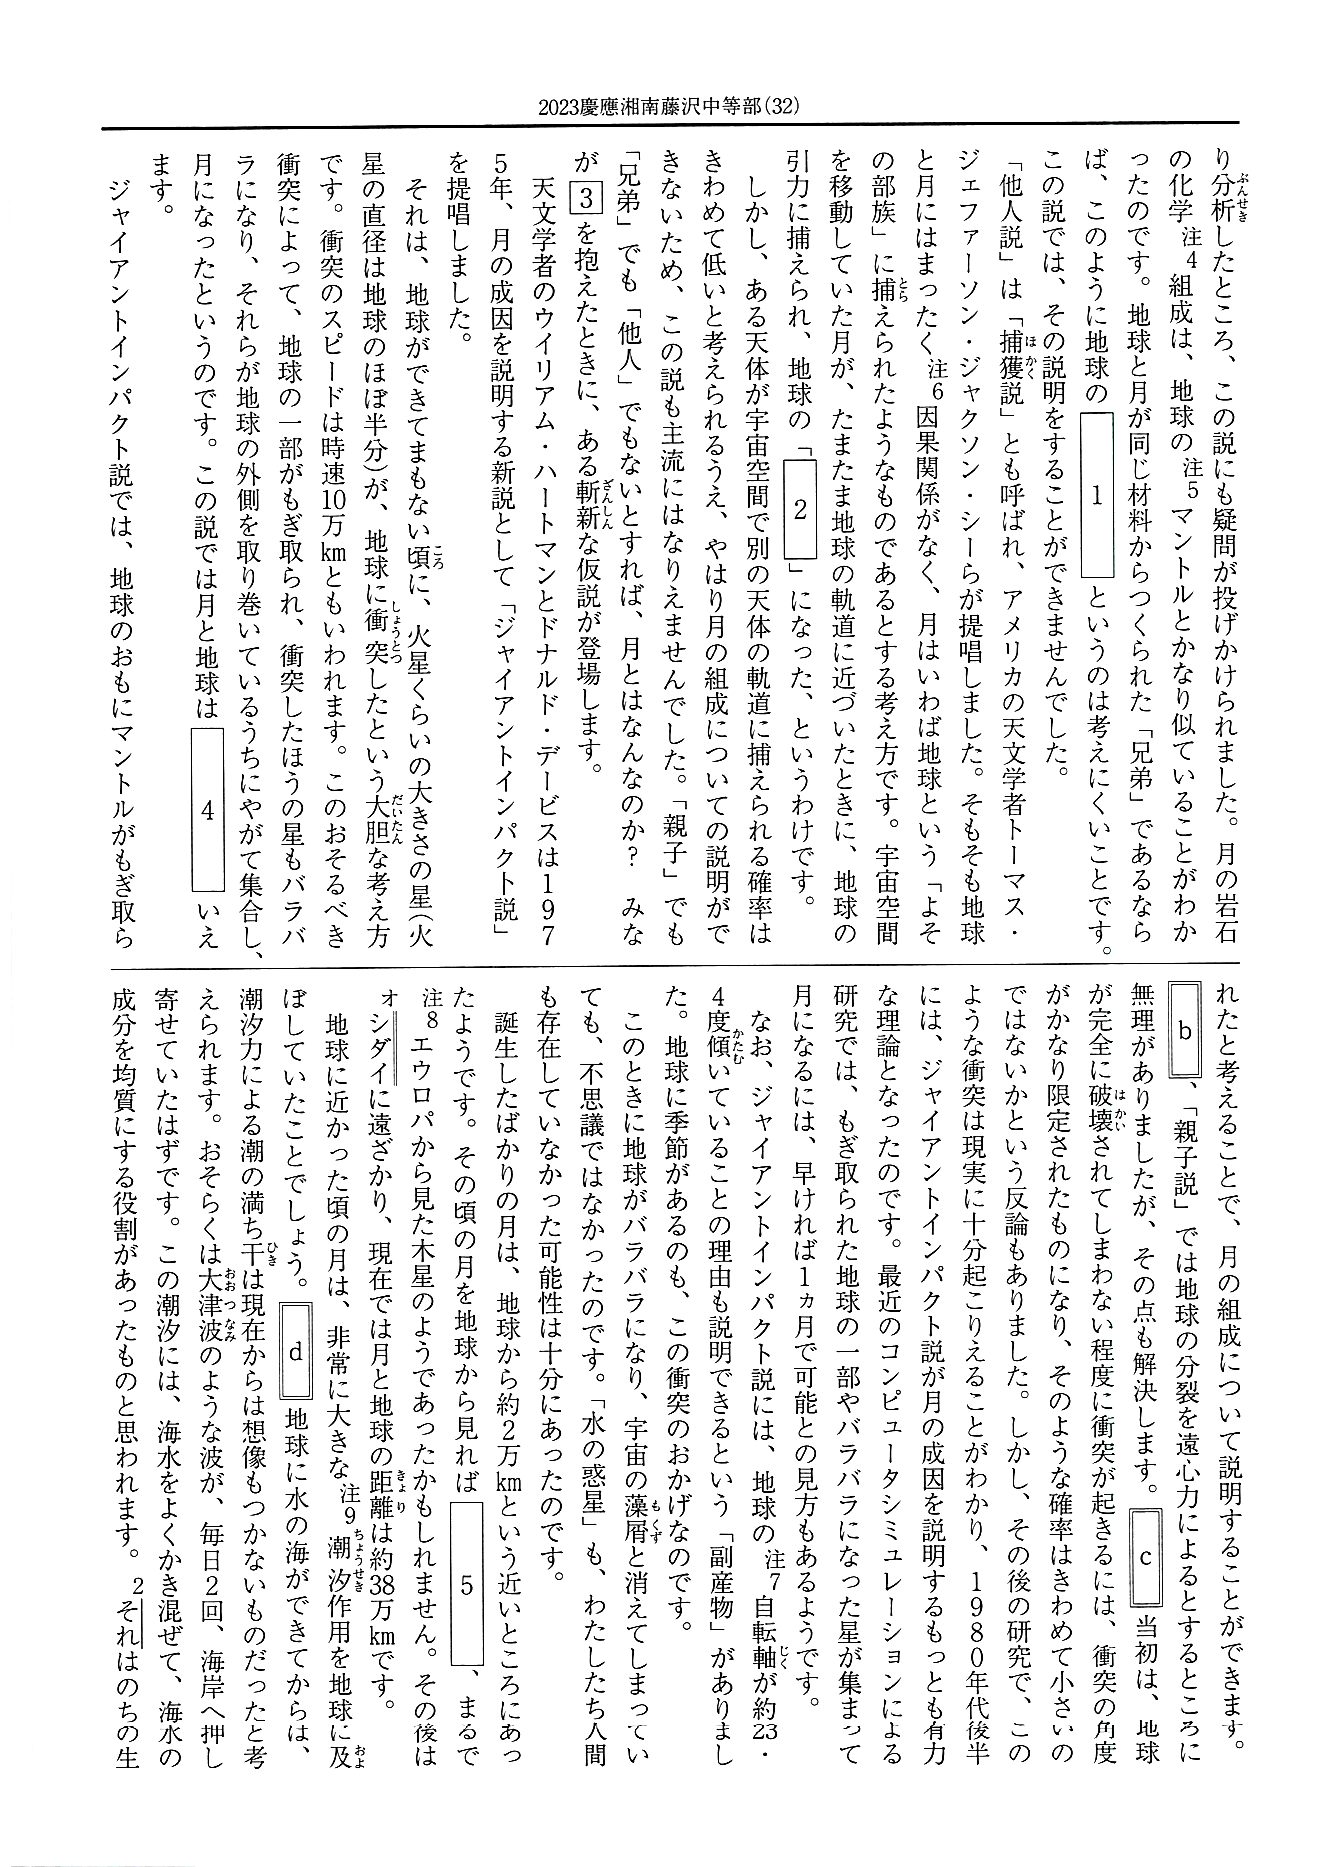 2023慶應湘南藤沢中等部(32)
り分析したところ、この説にも疑問が投げかけられました。月の岩石
の化学注4組成は、地球の注5マントルとかなり似ていることがわか
ったのです。地球と月が同じ材料からつくられた「兄弟」であるなら
ば、このように地球の 1 というのは考えにくいことです。
この説では、その説明をすることができませんでした。
「他人説」は「捕獲説」とも呼ばれ、アメリカの天文学者トーマス・
ジェファーソン・ジャクソン・シーらが提唱しました。そもそも地球
と月にはまったく注6因果関係がなく、月はいわば地球という「よそ
の部族」に捕えられたようなものであるとする考え方です。宇宙空間
を移動していた月が、たまたま地球の軌道に近づいたときに、地球の
引力に捕えられ、地球の「 2 」になった、というわけです。
しかし、ある天体が宇宙空間で別の天体の軌道に捕えられる確率は
きわめて低いと考えられるうえ、やはり月の組成についての説明がで
きないため、この説も主流にはなりえませんでした。「親子」でも
「兄弟」でも「他人」でもないとすれば、月とはなんなのか? みな
が 3 を抱えたときに、ある斬新な仮説が登場します。
天文学者のウイリアム・ハートマンとドナルド・デービスは197
5年、月の成因を説明する新説として「ジャイアントインパクト説」
を提唱しました。
それは、地球ができてまもない頃に、火星くらいの大きさの星(火
星の直径は地球のほぼ半分)が、地球に衝突したという大胆な考え方
です。衝突のスピードは時速10万kmともいわれます。このおそるべき
衝突によって、地球の一部がもぎ取られ、衝突したほうの星もバラバ
ラになり、それらが地球の外側を取り巻いているうちにやがて集合し、
月になったというのです。この説では月と地球は 4 いえ
ます。
ジャイアントインパクト説では、地球のおもにマントルがもぎ取ら
れたと考えることで、月の組成について説明することができます。
b 、「親子説」では地球の分裂を遠心力によるとするところに
無理がありましたが、その点も解決します。 c 当初は、地球
が完全に破壊されてしまわない程度に衝突が起きるには、衝突の角度
がかなり限定されたものになり、そのような確率はきわめて小さいの
ではないかという反論もありました。しかし、その後の研究で、この
ような衝突は現実に十分起こりえることがわかり、1980年代後半
には、ジャイアントインパクト説が月の成因を説明するもっとも有力
な理論となったのです。最近のコンピュータシミュレーションによる
研究では、もぎ取られた地球の一部やバラバラになった星が集まって
月になるには、早ければ1ヵ月で可能との見方もあるようです。
なお、ジャイアントインパクト説には、地球の注7自転軸が約23・
4度傾いていることの理由も説明できるという「副産物」がありまし
た。地球に季節があるのも、この衝突のおかげなのです。
このときに地球がバラバラになり、宇宙の藻屑と消えてしまってい
ても、不思議ではなかったのです。「水の惑星」も、わたしたち人間
も存在していなかった可能性は十分にあったのです。
誕生したばかりの月は、地球から約2万kmという近いところにあっ
たようです。その頃の月を地球から見れば 5 、まるで
注8エウロパから見た木星のようであったかもしれません。その後は
オシダイに遠ざかり、現在では月と地球の距離は約38万kmです。
地球に近かった頃の月は、非常に大きな注9潮汐作用を地球に及
ぼしていたことでしょう。 d 地球に水の海ができてからは、
潮汐力による潮の満ち干は現在からは想像もつかないものだったと考
えられます。おそらくは大津波のような波が、毎日2回、海岸へ押し
寄せていたはずです。この潮汐には、海水をよくかき混ぜて、海水の
成分を均質にする役割があったものと思われます。2それはのちの生